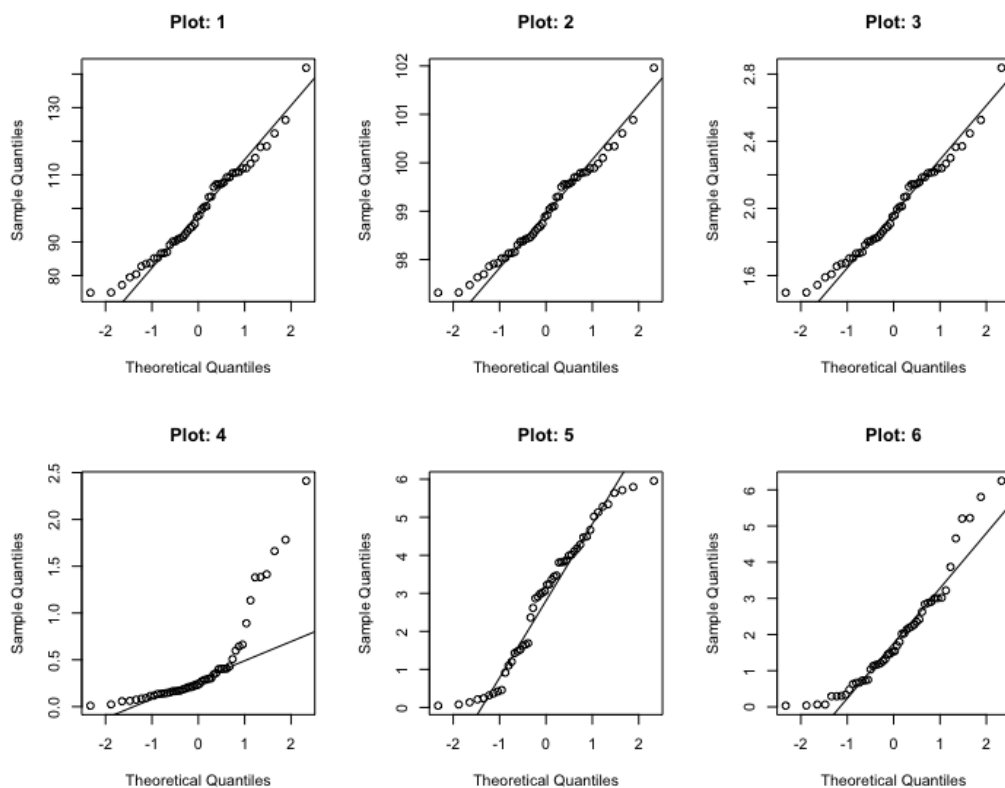 Plot: 1
Plot: 2
Plot: 3
Sample Quantiles
80 90 110 130
Sample Quantiles
98 99 100 101 102
Sample Quantiles
1.6 2.0 2.4 2.8
-2 -1 0 1 2
-2 -1 0 1 2
-2 -1 0 1 2
Theoretical Quantiles
Theoretical Quantiles
Theoretical Quantiles
Plot: 4
Plot: 5
Plot: 6
Sample Quantiles
0.0 0.5 1.0 1.5 2.0 2.5
Sample Quantiles
0 1 2 3 4 5 6
Sample Quantiles
0 1 2 3 4 5 6
-2 -1 0 1 2
-2 -1 0 1 2
-2 -1 0 1 2
Theoretical Quantiles
Theoretical Quantiles
Theoretical Quantiles